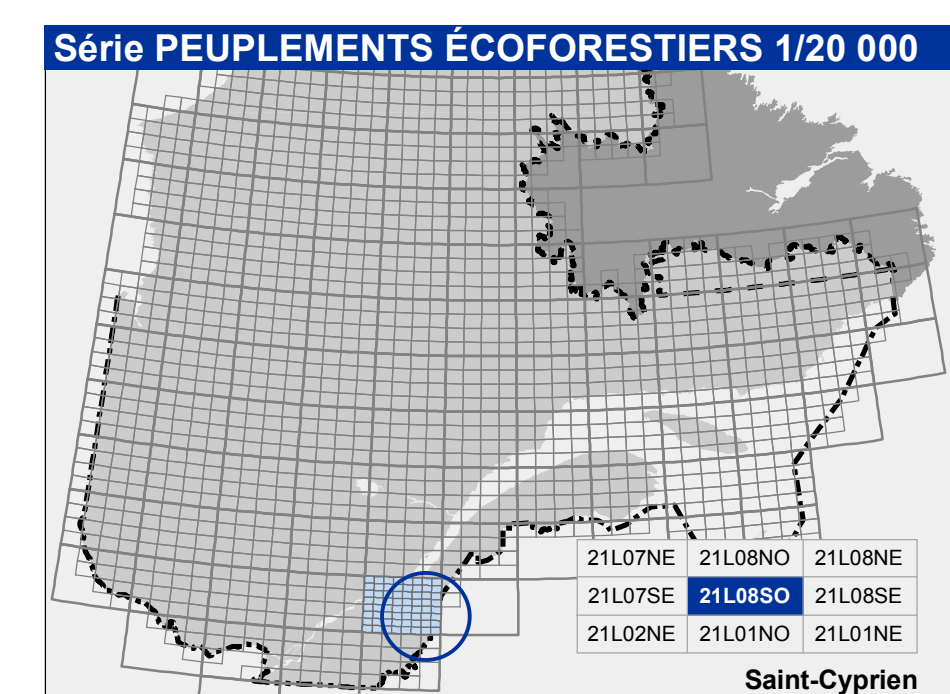 Série PEUPLEMENTS ÉCOFORESTIERS 1/20 000
21L07NE 21L08NO 21L08NE
21L07SE 21L08SO 21L08SE
21L02NE 21L01NO 21L01NE
Saint-Cyprien